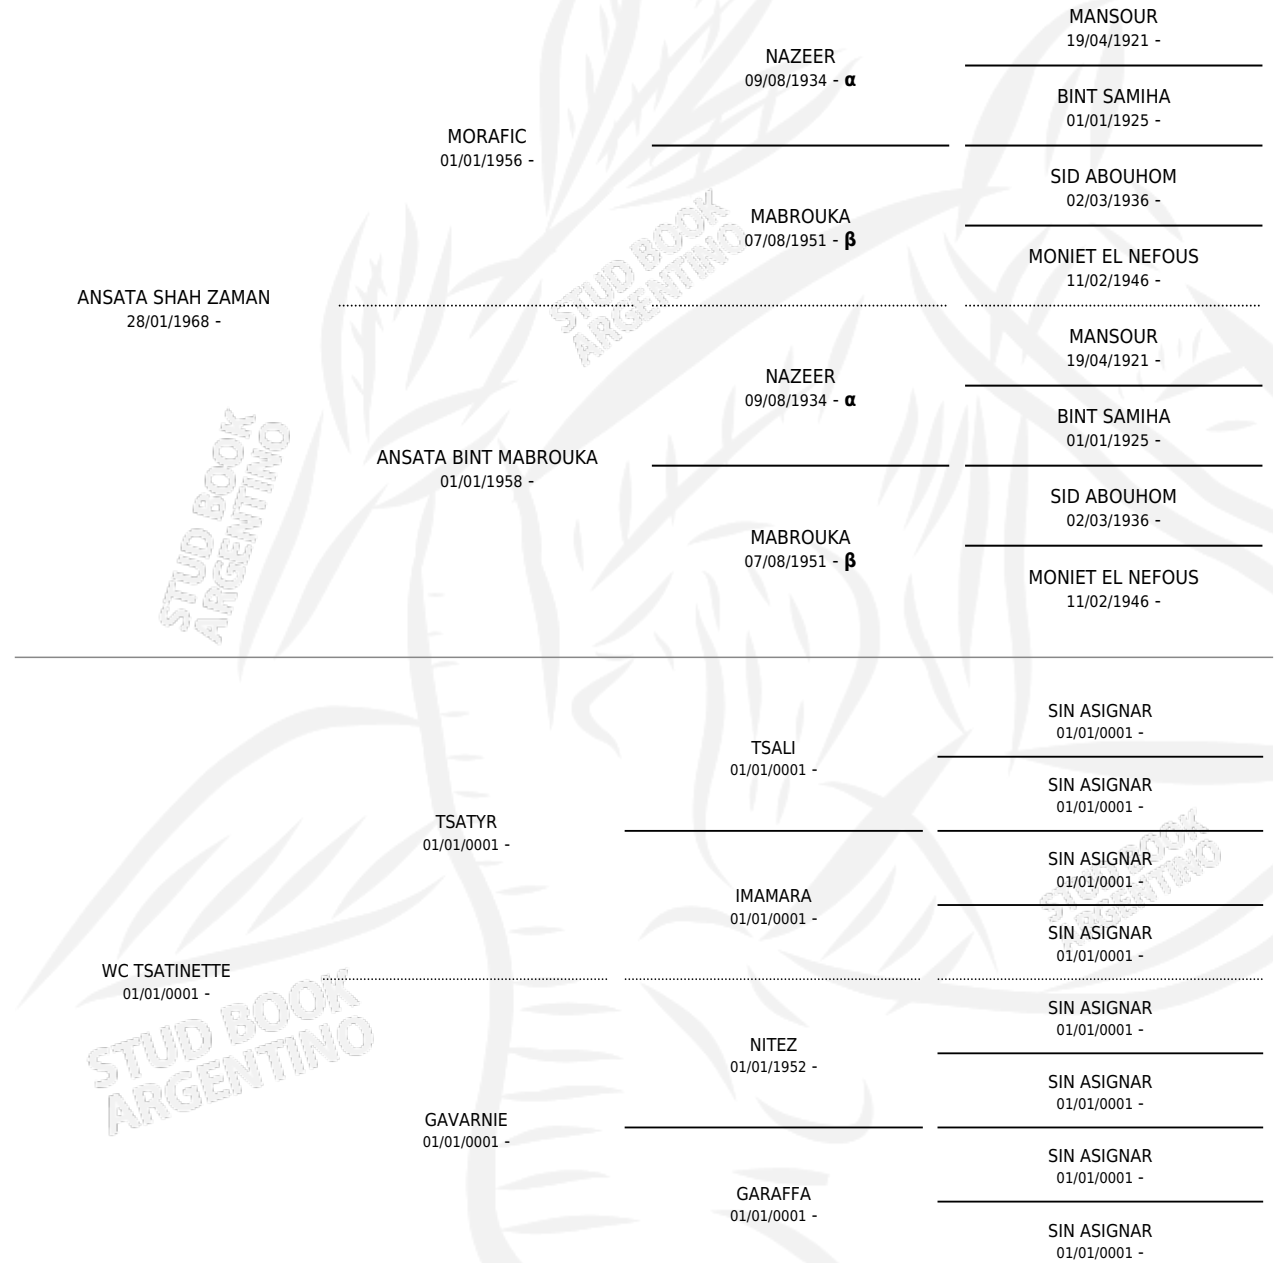 MANSOUR
19/04/1921 -
NAZEER
09/08/1934 - α
BINT SAMIHA
01/01/1925 -
MORAFIC
01/01/1956 -
SID ABOUHOM
02/03/1936 -
MABROUKA
07/08/1951 - β
MONIET EL NEFOUS
11/02/1946 -
ANSATA SHAH ZAMAN
28/01/1968 -
MANSOUR
19/04/1921 -
NAZEER
09/08/1934 - α
BINT SAMIHA
01/01/1925 -
ANSATA BINT MABROUKA
01/01/1958 -
SID ABOUHOM
02/03/1936 -
MABROUKA
07/08/1951 - β
MONIET EL NEFOUS
11/02/1946 -
STUD BOOK
ARGENTINO
STUD BOOK
ARGENTINO
SIN ASIGNAR
01/01/0001 -
TSALI
01/01/0001 -
SIN ASIGNAR
01/01/0001 -
TSATYR
01/01/0001 -
SIN ASIGNAR
01/01/0001 -
IMAMARA
01/01/0001 -
SIN ASIGNAR
01/01/0001 -
WC TSATINETTE
01/01/0001 -
SIN ASIGNAR
01/01/0001 -
NITEZ
01/01/1952 -
SIN ASIGNAR
01/01/0001 -
GAVARNIE
01/01/0001 -
SIN ASIGNAR
01/01/0001 -
GARAFFA
01/01/0001 -
SIN ASIGNAR
01/01/0001 -
STUD BOOK
ARGENTINO
STUD BOOK
ARGENTINO